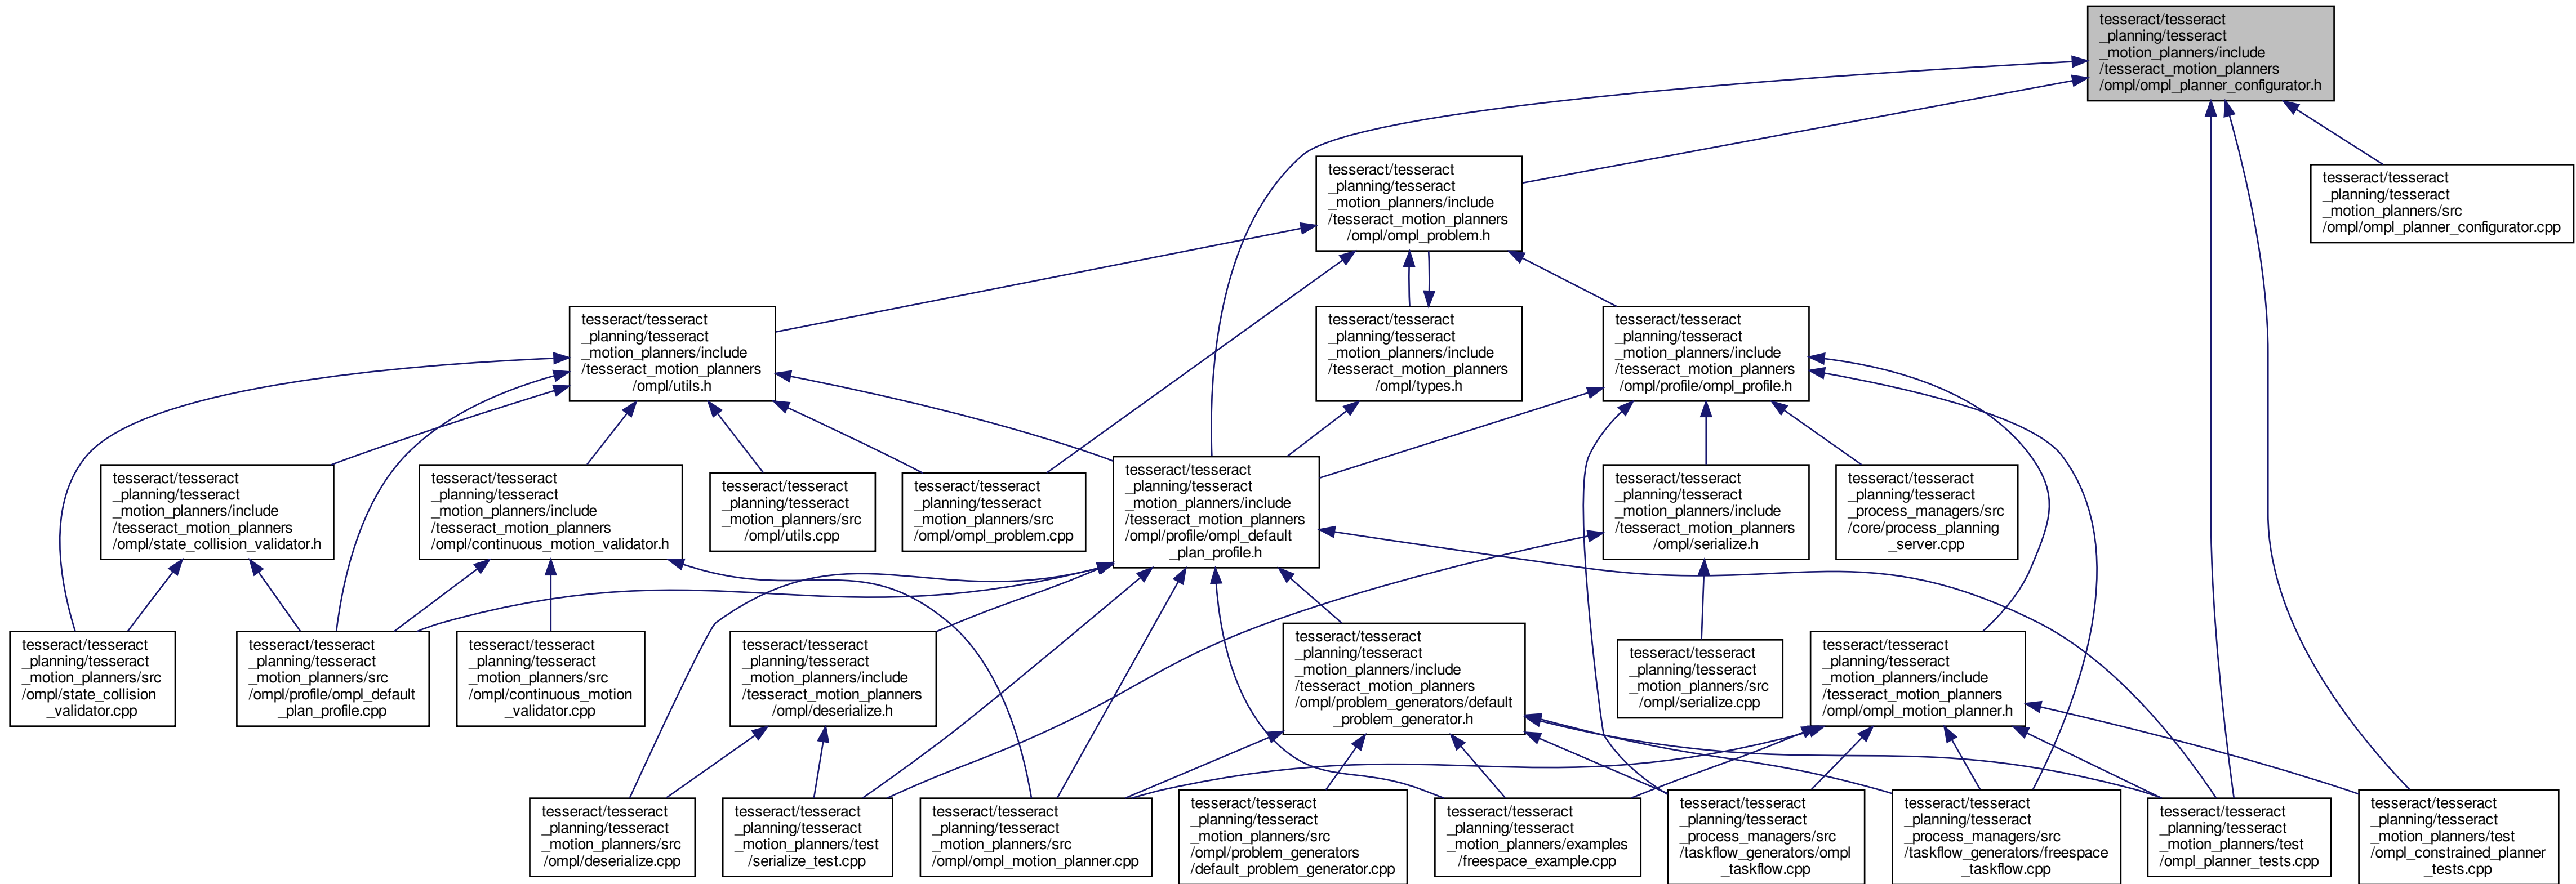 tesseract/tesseract
_planning/tesseract
_motion_planners/include
/tesseract_motion_planners
/ompl/ompl_planner_configurator.h
tesseract/tesseract
_planning/tesseract
_motion_planners/include
/tesseract_motion_planners
/ompl/ompl_problem.h
tesseract/tesseract
_planning/tesseract
_motion_planners/src
/ompl/ompl_planner_configurator.cpp
tesseract/tesseract
_planning/tesseract
_motion_planners/include
/tesseract_motion_planners
/ompl/utils.h
tesseract/tesseract
_planning/tesseract
_motion_planners/include
/tesseract_motion_planners
/ompl/types.h
tesseract/tesseract
_planning/tesseract
_motion_planners/include
/tesseract_motion_planners
/ompl/profile/ompl_profile.h
tesseract/tesseract
_planning/tesseract
_motion_planners/include
/tesseract_motion_planners
/ompl/state_collision_validator.h
tesseract/tesseract
_planning/tesseract
_motion_planners/include
/tesseract_motion_planners
/ompl/continuous_motion_validator.h
tesseract/tesseract
_planning/tesseract
_motion_planners/src
/ompl/utils.cpp
tesseract/tesseract
_planning/tesseract
_motion_planners/src
/ompl/ompl_problem.cpp
tesseract/tesseract
_planning/tesseract
_motion_planners/include
/tesseract_motion_planners
/ompl/profile/ompl_default
_plan_profile.h
tesseract/tesseract
_planning/tesseract
_motion_planners/include
/tesseract_motion_planners
/ompl/serialize.h
tesseract/tesseract
_planning/tesseract
_process_managers/src
/core/process_planning
_server.cpp
tesseract/tesseract
_planning/tesseract
_motion_planners/src
/ompl/state_collision
_validator.cpp
tesseract/tesseract
_planning/tesseract
_motion_planners/src
/ompl/profile/ompl_default
_plan_profile.cpp
tesseract/tesseract
_planning/tesseract
_motion_planners/src
/ompl/continuous_motion
_validator.cpp
tesseract/tesseract
_planning/tesseract
_motion_planners/include
/tesseract_motion_planners
/ompl/deserialize.h
tesseract/tesseract
_planning/tesseract
_motion_planners/include
/tesseract_motion_planners
/ompl/problem_generators/default
_problem_generator.h
tesseract/tesseract
_planning/tesseract
_motion_planners/src
/ompl/serialize.cpp
tesseract/tesseract
_planning/tesseract
_motion_planners/include
/tesseract_motion_planners
/ompl/ompl_motion_planner.h
tesseract/tesseract
_planning/tesseract
_motion_planners/src
/ompl/deserialize.cpp
tesseract/tesseract
_planning/tesseract
_motion_planners/test
/serialize_test.cpp
tesseract/tesseract
_planning/tesseract
_motion_planners/src
/ompl/ompl_motion_planner.cpp
tesseract/tesseract
_planning/tesseract
_motion_planners/src
/ompl/problem_generators
/default_problem_generator.cpp
tesseract/tesseract
_planning/tesseract
_motion_planners/examples
/freespace_example.cpp
tesseract/tesseract
_planning/tesseract
_process_managers/src
/taskflow_generators/ompl
_taskflow.cpp
tesseract/tesseract
_planning/tesseract
_process_managers/src
/taskflow_generators/freespace
_taskflow.cpp
tesseract/tesseract
_planning/tesseract
_motion_planners/test
/ompl_planner_tests.cpp
tesseract/tesseract
_planning/tesseract
_motion_planners/test
/ompl_constrained_planner
_tests.cpp